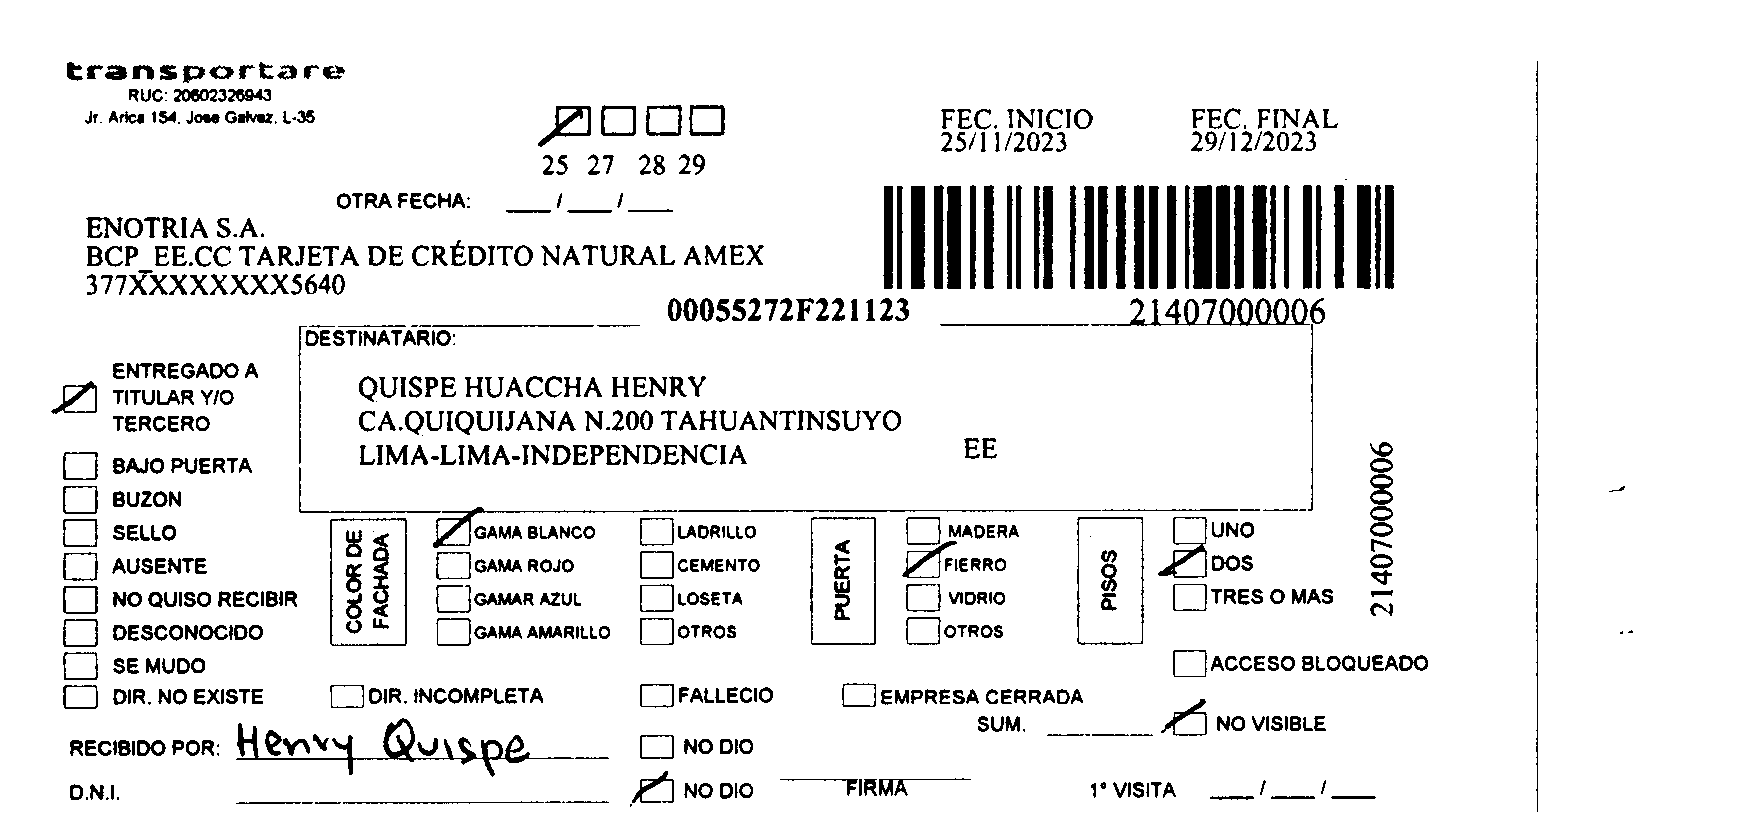 transportare
RUC: 20602326943
Jr. Arica 154, Jose Galvez, L-35
25 27 28 29
FEC. INICIO FEC. FINAL
25/11/2023 29/12/2023
OTRA FECHA: ___ / ___ / ___
ENOTRIA S.A.
BCP_EE.CC TARJETA DE CRÉDITO NATURAL AMEX
377XXXXXXXX5640
00055272F221123 21407000006
DESTINATARIO:
QUISPE HUACCHA HENRY
CA.QUIQUIJANA N.200 TAHUANTINSUYO
LIMA-LIMA-INDEPENDENCIA EE
21407000006
ENTREGADO A
TITULAR Y/O
TERCERO
BAJO PUERTA
BUZON
SELLO
AUSENTE
NO QUISO RECIBIR
DESCONOCIDO
SE MUDO
DIR. NO EXISTE
COLOR DE
FACHADA
GAMA BLANCO
GAMA ROJO
GAMAR AZUL
GAMA AMARILLO
LADRILLO
CEMENTO
LOSETA
OTROS
PUERTA
MADERA
FIERRO
VIDRIO
OTROS
PISOS
UNO
DOS
TRES O MAS
ACCESO BLOQUEADO
DIR. INCOMPLETA
FALLECIO
EMPRESA CERRADA
SUM. ___ NO VISIBLE
RECIBIDO POR: Henry Quispe
NO DIO
D.N.I.
NO DIO
FIRMA
1° VISITA ___ / ___ / ___